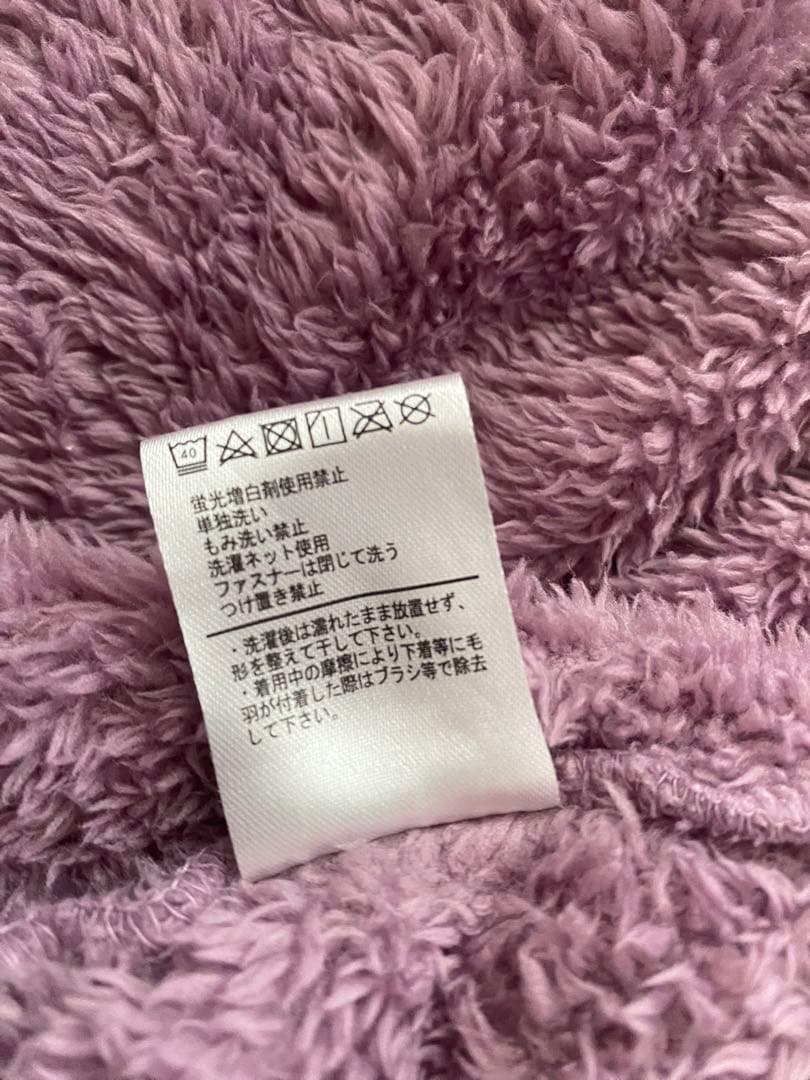 40
蛍光増白剤使用禁止
単独洗い
もみ洗い禁止
洗濯ネット使用
ファスナーは閉じて洗う
つけ置き禁止
・洗濯後は濡れたまま放置せず、
形を整えて干して下さい。
・着用中の摩擦により下着等に毛
羽が付着した際はブラシ等で除去
して下さい。